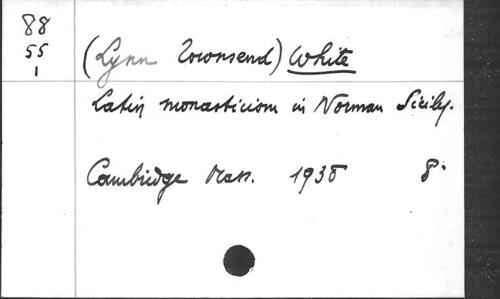 88
55
1
(Lynn Townsend) White
Latin monasticism in Norman Sicily.
Cambridge Mass. 1938 8°